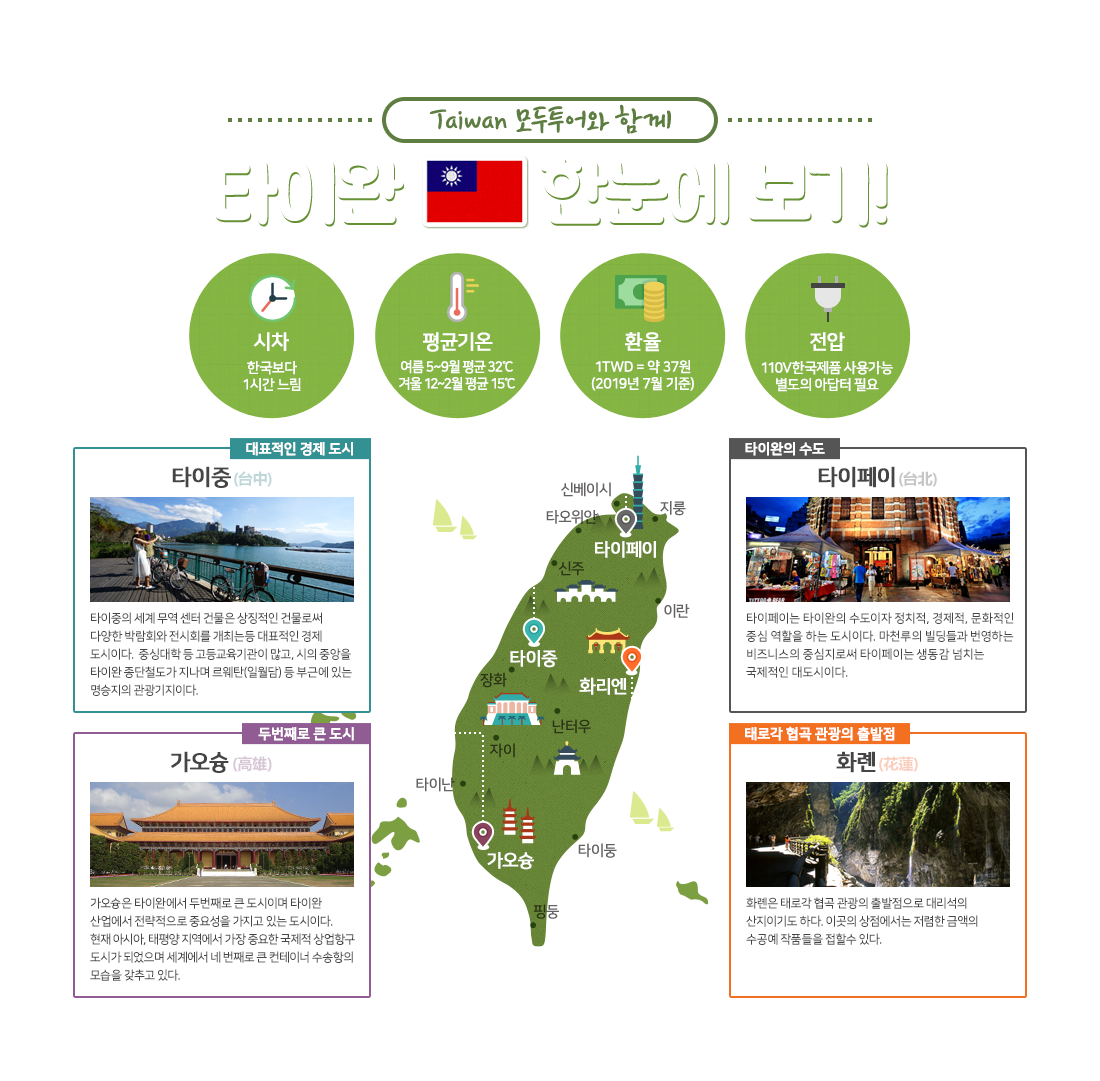 Taiwan 모두투어와 함께
타이완 한눈에 보기!
시차
한국보다
1시간 느림
평균기온
여름 5~9월 평균 32℃
겨울 12~2월 평균 15℃
환율
1TWD = 약 37원
(2019년 7월 기준)
전압
110V한국제품 사용가능
별도의 아답터 필요
대표적인 경제 도시
타이중(台中)
타이중의 세계 무역 센터 건물은 상징적인 건물로써
다양한 박람회와 전시회를 개최는등 대표적인 경제
도시이다. 중싱대학 등 고등교육기관이 많고, 시의 중앙을
타이완 종단철도가 지나며 르웨탄(일월담) 등 부근에 있는
명승지의 관광기지이다.
두번째로 큰 도시
가오슝(高雄)
가오슝은 타이완에서 두번째로 큰 도시이며 타이완
산업에서 전략적으로 중요성을 가지고 있는 도시이다.
현재 아시아, 태평양 지역에서 가장 중요한 국제적 상업항구
도시가 되었으며 세계에서 네 번째로 큰 컨테이너 수송항의
모습을 갖추고 있다.
신베이시
지룽
타오위안
타이페이
신주
이란
타이중
장화
화리엔
난터우
자이
타이난
가오슝
타이둥
핑둥
타이완의 수도
타이페이(台北)
타이페이는 타이완의 수도이자 정치적, 경제적, 문화적인
중심 역할을 하는 도시이다. 마천루의 빌딩들과 번영하는
비즈니스의 중심지로써 타이페이는 생동감 넘치는
국제적인 대도시이다.
태로각 협곡 관광의 출발점
화롄(花蓮)
화롄은 태로각 협곡 관광의 출발점으로 대리석의
산지이기도 하다. 이곳의 상점에서는 저렴한 금액의
수공예 작품들을 접할수 있다.